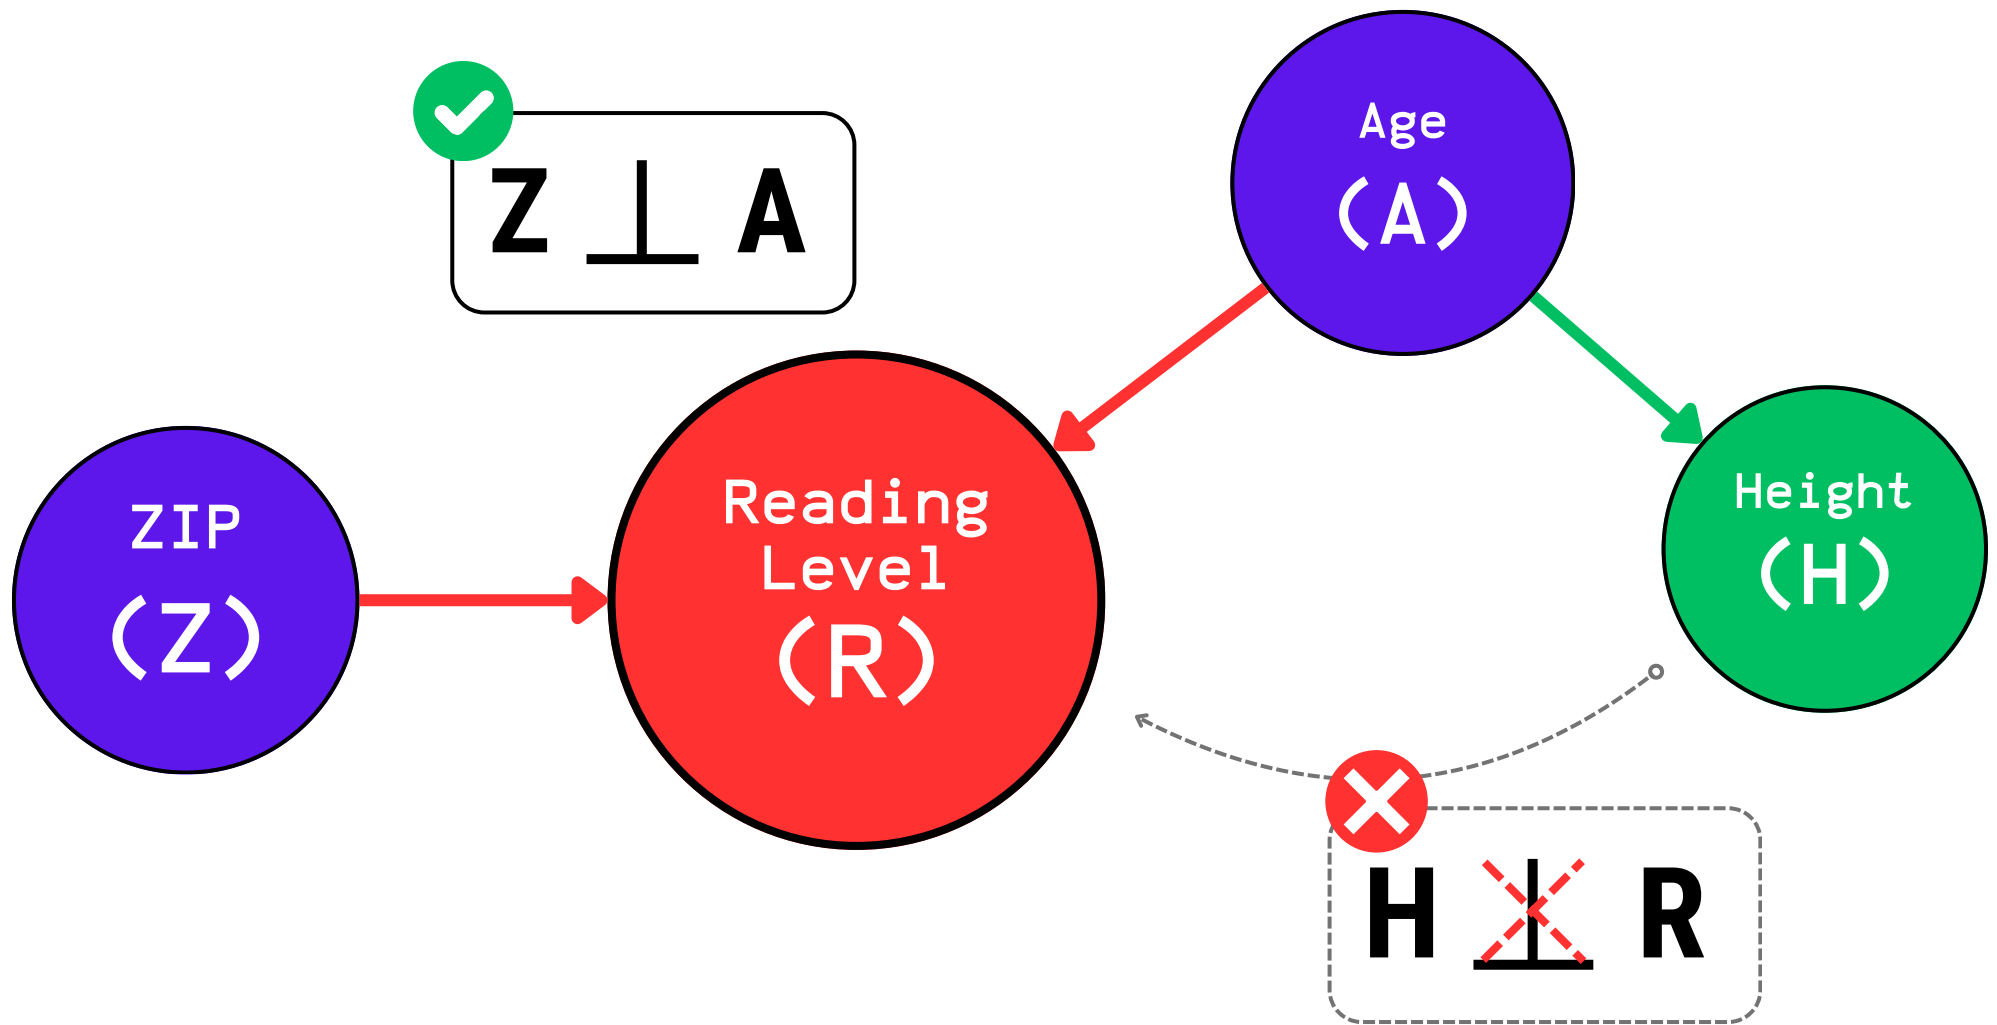 Age
(A)
Z ⊥ A
Reading
Level
(R)
Height
(H)
ZIP
(Z)
H ⊥ R